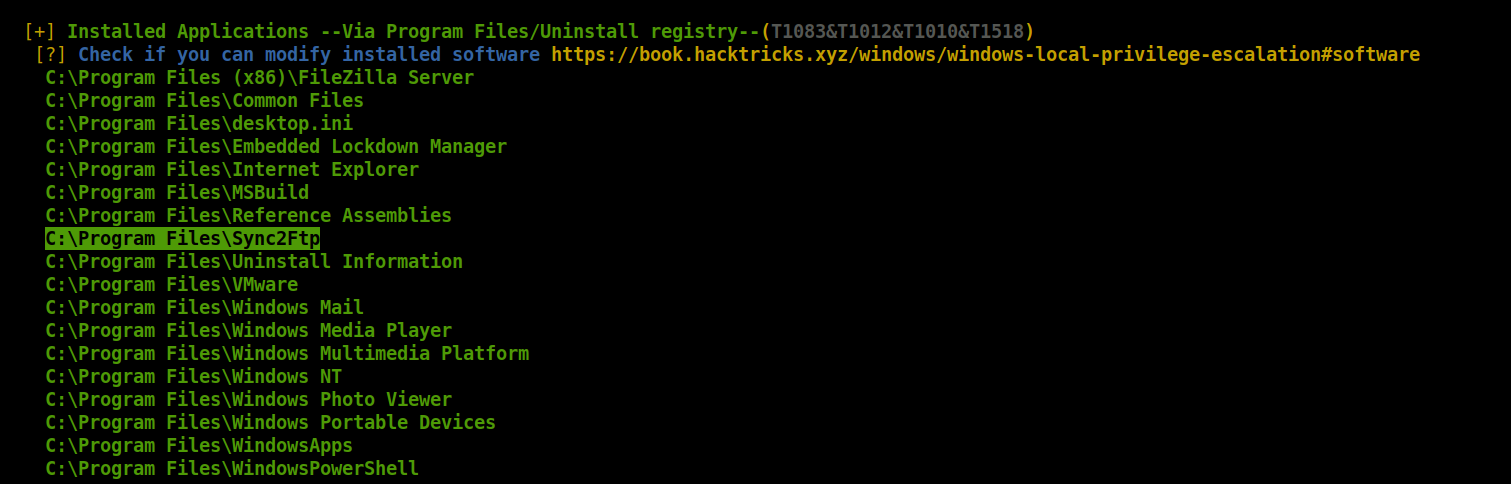 [+] Installed Applications --Via Program Files/Uninstall registry--(T1083&T1012&T1010&T1518)
[?] Check if you can modify installed software https://book.hacktricks.xyz/windows/windows-local-privilege-escalation#software
C:\Program Files (x86)\FileZilla Server
C:\Program Files\Common Files
C:\Program Files\desktop.ini
C:\Program Files\Embedded Lockdown Manager
C:\Program Files\Internet Explorer
C:\Program Files\MSBuild
C:\Program Files\Reference Assemblies
C:\Program Files\Sync2Ftp
C:\Program Files\Uninstall Information
C:\Program Files\VMware
C:\Program Files\Windows Mail
C:\Program Files\Windows Media Player
C:\Program Files\Windows Multimedia Platform
C:\Program Files\Windows NT
C:\Program Files\Windows Photo Viewer
C:\Program Files\Windows Portable Devices
C:\Program Files\WindowsApps
C:\Program Files\WindowsPowerShell